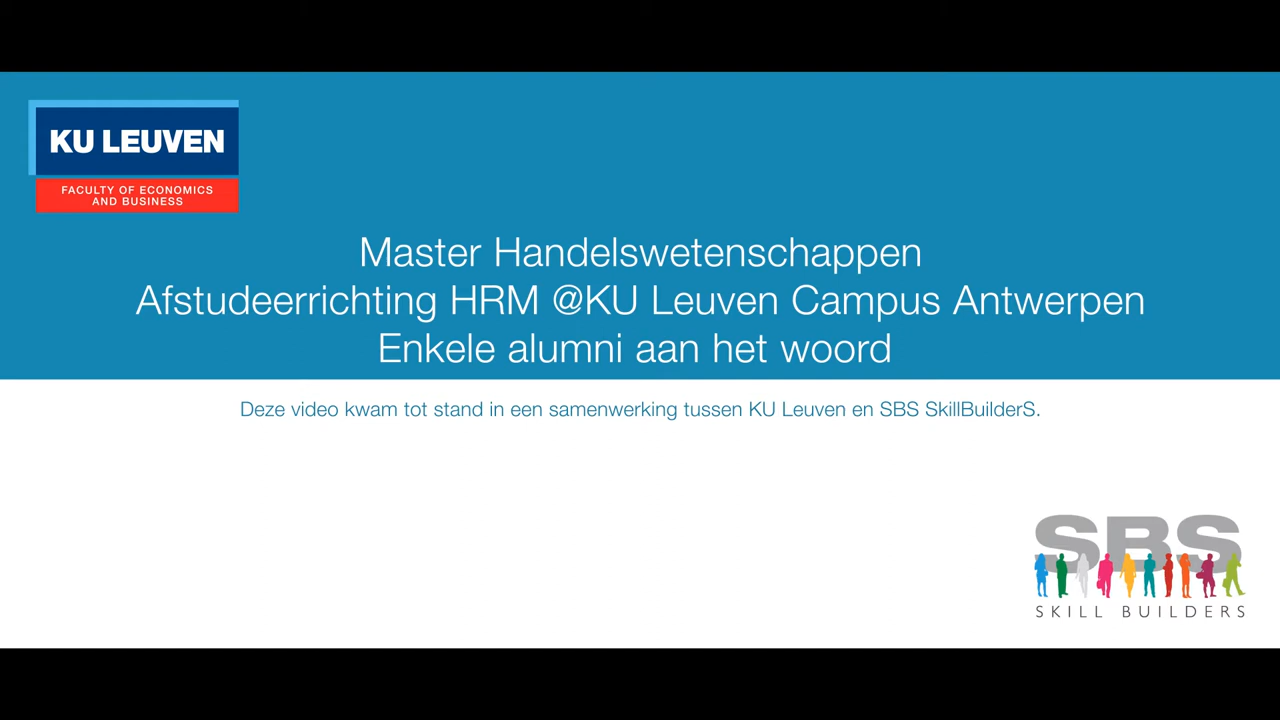 KU LEUVEN
FACULTY OF ECONOMICS
AND BUSINESS
Master Handelswetenschappen
Afstudeerrichting HRM @KU Leuven Campus Antwerpen
Enkele alumni aan het woord
Deze video kwam tot stand in een samenwerking tussen KU Leuven en SBS SkillBuilderS.
SBS
SKILL BUILDERS